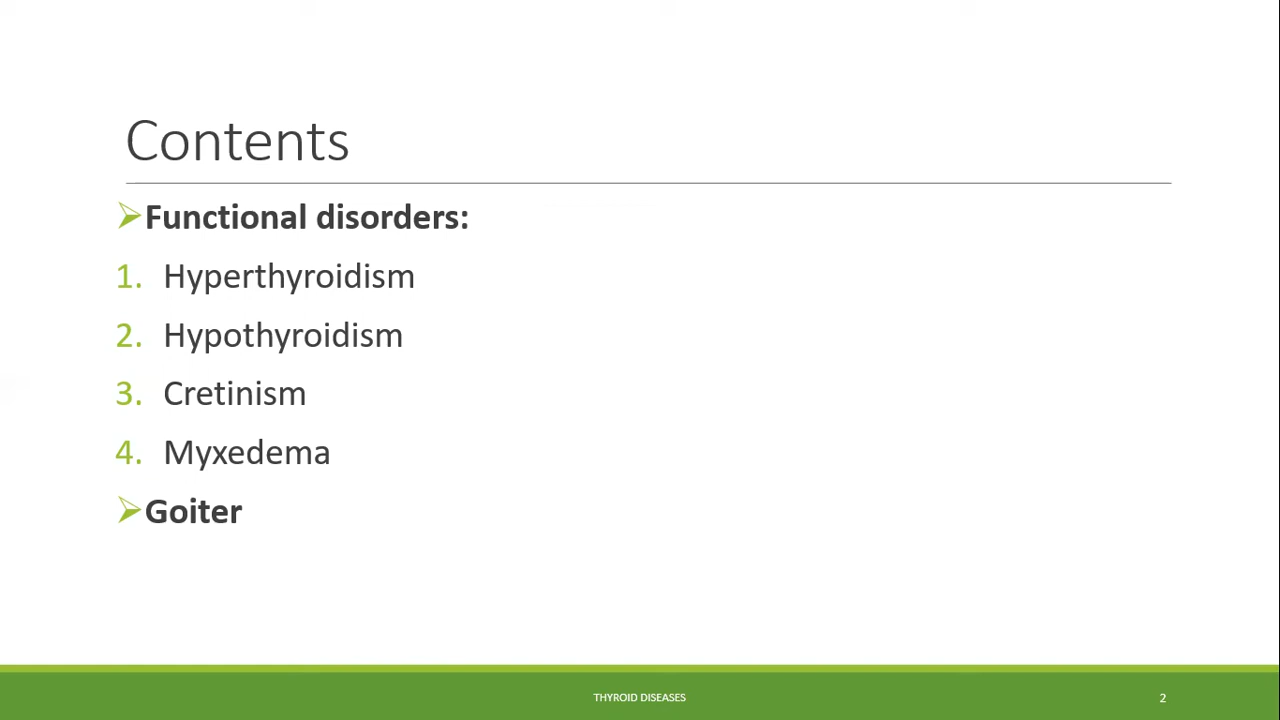 Contents
Functional disorders:
1. Hyperthyroidism
2. Hypothyroidism
3. Cretinism
4. Myxedema
Goiter
THYROID DISEASES
2